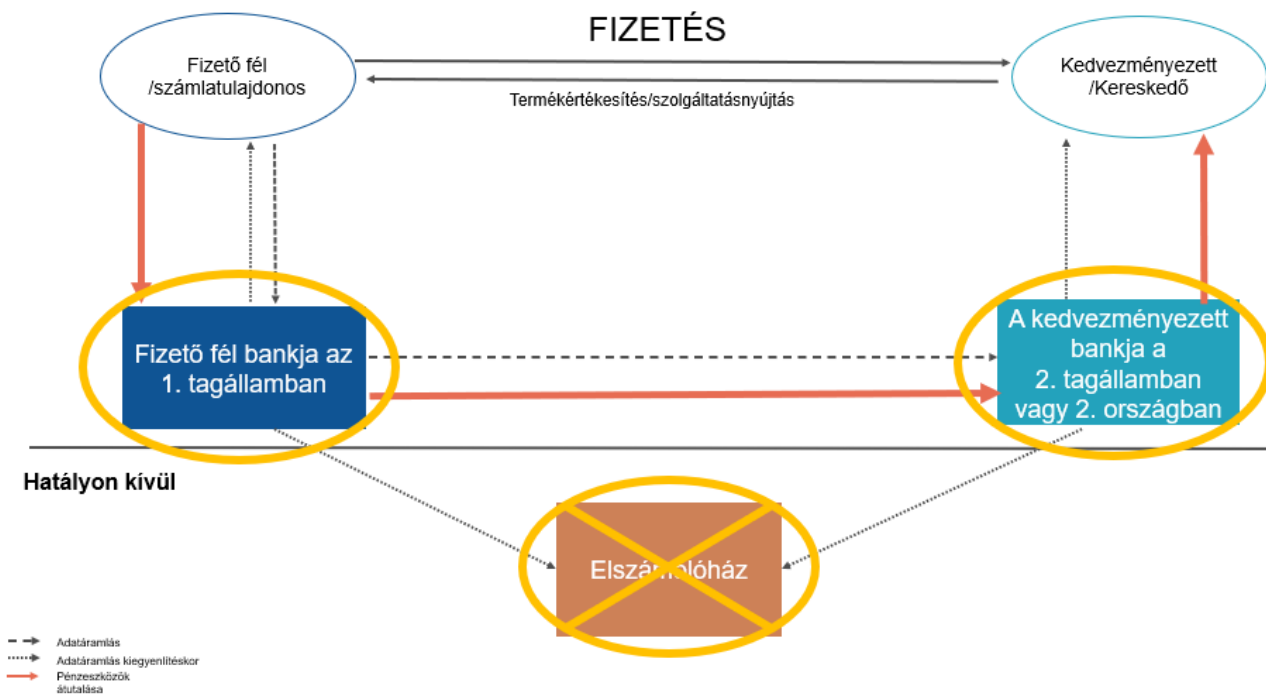 FIZETÉS
Fizető fél
/számlatulajdonos
Kedvezményezett
/Kereskedő
Termékértékesítés/szolgáltatásnyújtás
Fizető fél bankja az
1. tagállamban
A kedvezményezett
bankja a
2. tagállamban
vagy 2. országban
Hatályon kívül
Elszámolóház
Adatáramlás
Adatáramlás kiegyenlítéskor
Pénzeszközök
átutalása